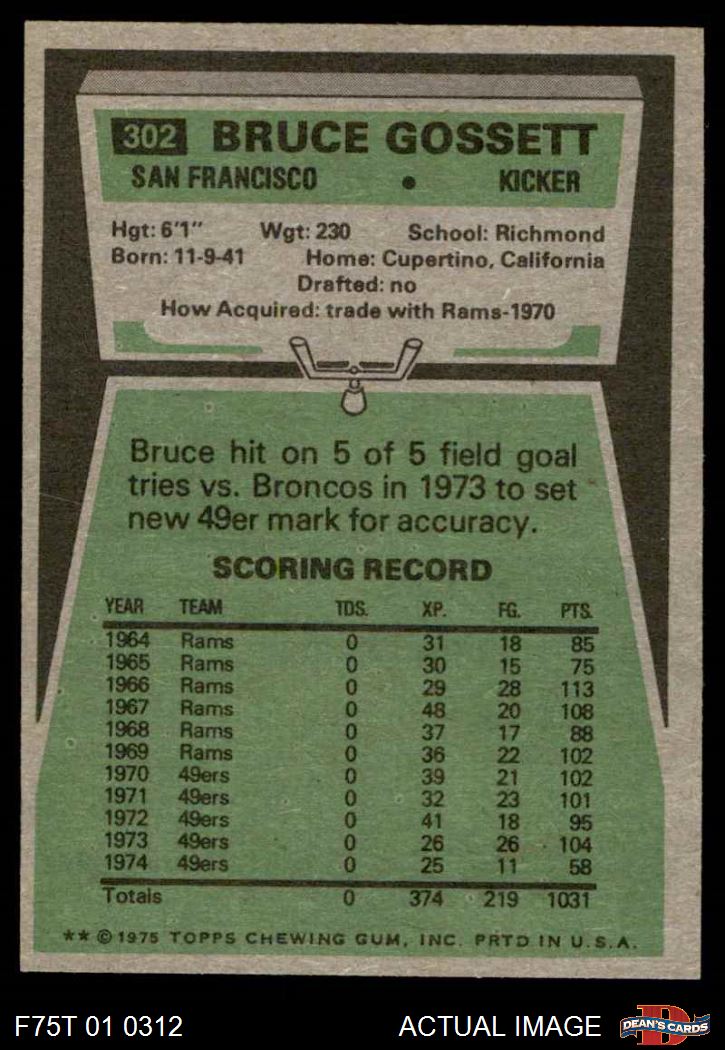 302 BRUCE GOSSETT
SAN FRANCISCO • KICKER
Hgt: 6'1" Wgt: 230 School: Richmond
Born: 11-9-41 Home: Cupertino, California
Drafted: no
How Acquired: trade with Rams-1970
Bruce hit on 5 of 5 field goal
tries vs. Broncos in 1973 to set
new 49er mark for accuracy.
SCORING RECORD
YEAR TEAM TDS. XP. FG. PTS.
1964 Rams 0 31 18 85
1965 Rams 0 30 15 75
1966 Rams 0 29 28 113
1967 Rams 0 48 20 108
1968 Rams 0 37 17 88
1969 Rams 0 36 22 102
1970 49ers 0 39 21 102
1971 49ers 0 32 23 101
1972 49ers 0 41 18 95
1973 49ers 0 26 26 104
1974 49ers 0 25 11 58
Totals 0 374 219 1031
** © 1975 TOPPS CHEWING GUM, INC. PRTD IN U.S.A.
F75T 01 0312 ACTUAL IMAGE D DEAN'S CARDS